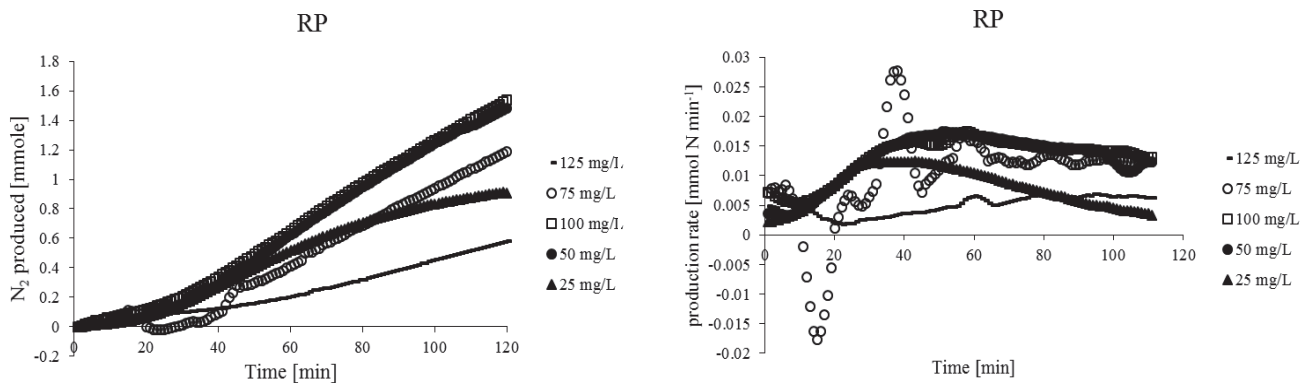 RP
N₂ produced [mmole]
1.8
1.6
1.4
1.2
1
0.8
0.6
0.4
0.2
0
-0.2
0
20
40
60
80
100
120
Time [min]
125 mg/L
75 mg/L
100 mg/L
50 mg/L
25 mg/L
RP
production rate [mmol N min⁻¹]
0.03
0.025
0.02
0.015
0.01
0.005
0
-0.005
-0.01
-0.015
-0.02
0
20
40
60
80
100
120
Time [min]
125 mg/L
75 mg/L
100 mg/L
50 mg/L
25 mg/L